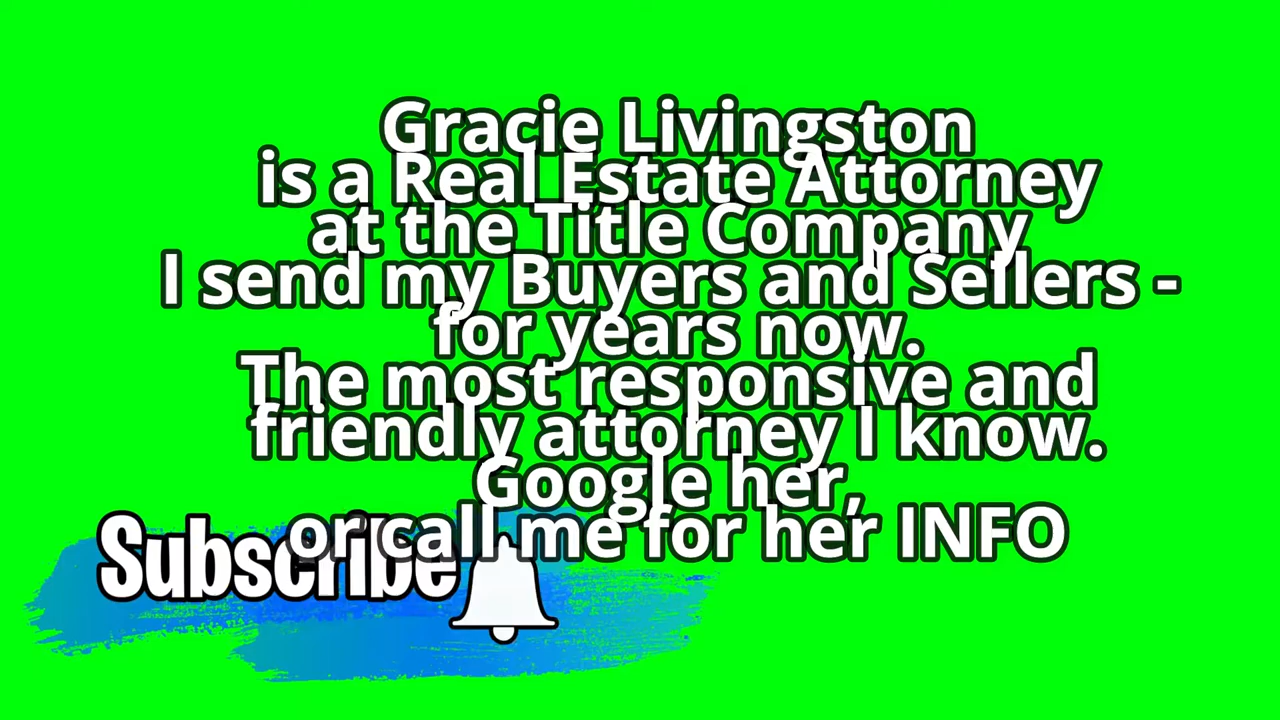 Gracie Livingston
is a Real Estate Attorney
at the Title Company
I send my Buyers and Sellers -
for years now.
The most responsive and
friendly attorney I know.
Google her,
or call me for her INFO
Subscribe